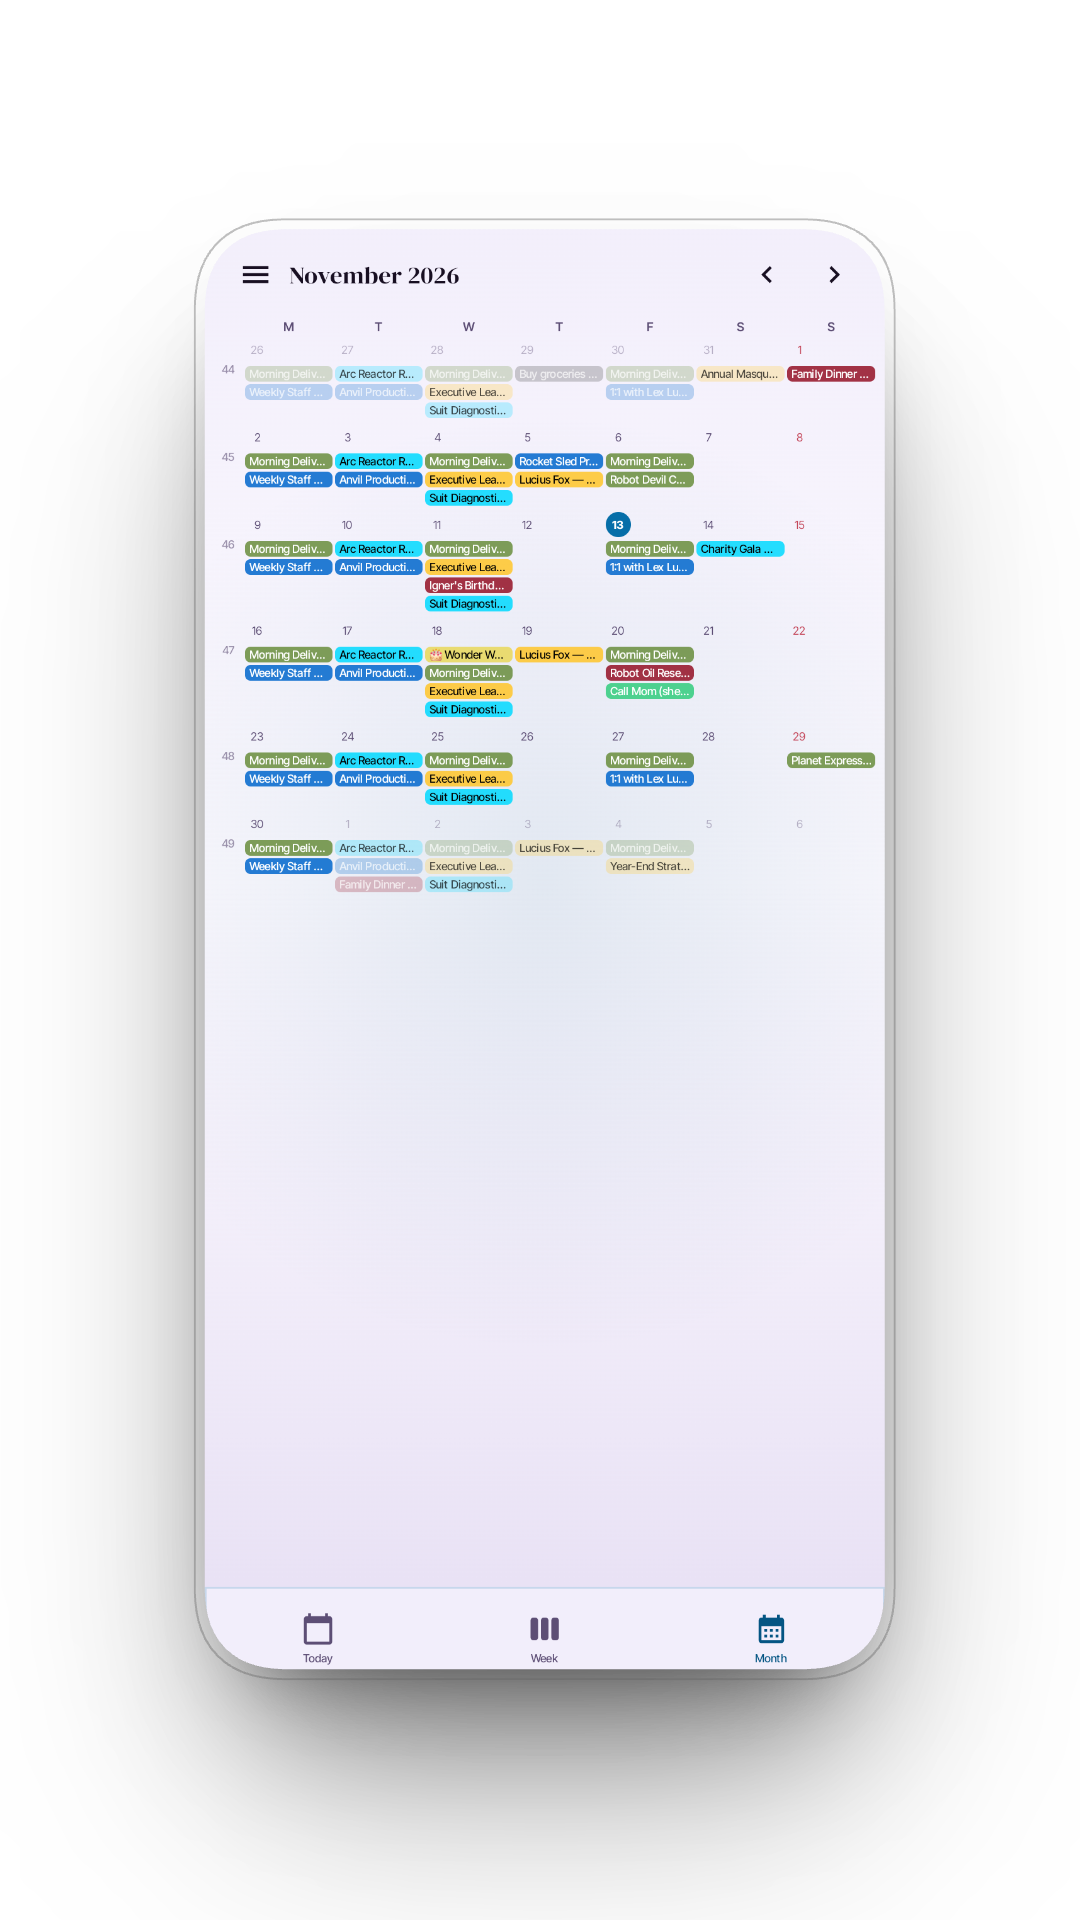 November 2026
M T W T F S S
26 27 28 29 30 31 1
44 Morning Deliv... Arc Reactor R... Morning Deliv... Buy groceries ... Morning Deliv... Annual Masqu... Family Dinner ...
Weekly Staff ... Anvil Producti... Executive Lea... 1:1 with Lex Lu...
Suit Diagnosti...
2 3 4 5 6 7 8
45 Morning Deliv... Arc Reactor R... Morning Deliv... Rocket Sled Pr... Morning Deliv...
Weekly Staff ... Anvil Producti... Executive Lea... Lucius Fox — ... Robot Devil C...
Suit Diagnosti...
9 10 11 12 13 14 15
46 Morning Deliv... Arc Reactor R... Morning Deliv... Morning Deliv... Charity Gala ...
Weekly Staff ... Anvil Producti... Executive Lea... 1:1 with Lex Lu...
Igner's Birthd...
Suit Diagnosti...
16 17 18 19 20 21 22
47 Morning Deliv... Arc Reactor R... 🎂 Wonder W... Lucius Fox — ... Morning Deliv...
Weekly Staff ... Anvil Producti... Morning Deliv... Robot Oil Rese...
Executive Lea... Call Mom (she...
Suit Diagnosti...
23 24 25 26 27 28 29
48 Morning Deliv... Arc Reactor R... Morning Deliv... Morning Deliv... Planet Express...
Weekly Staff ... Anvil Producti... Executive Lea... 1:1 with Lex Lu...
Suit Diagnosti...
30 1 2 3 4 5 6
49 Morning Deliv... Arc Reactor R... Morning Deliv... Lucius Fox — ... Morning Deliv...
Weekly Staff ... Anvil Producti... Executive Lea... Year-End Strat...
Family Dinner ... Suit Diagnosti...
Today Week Month